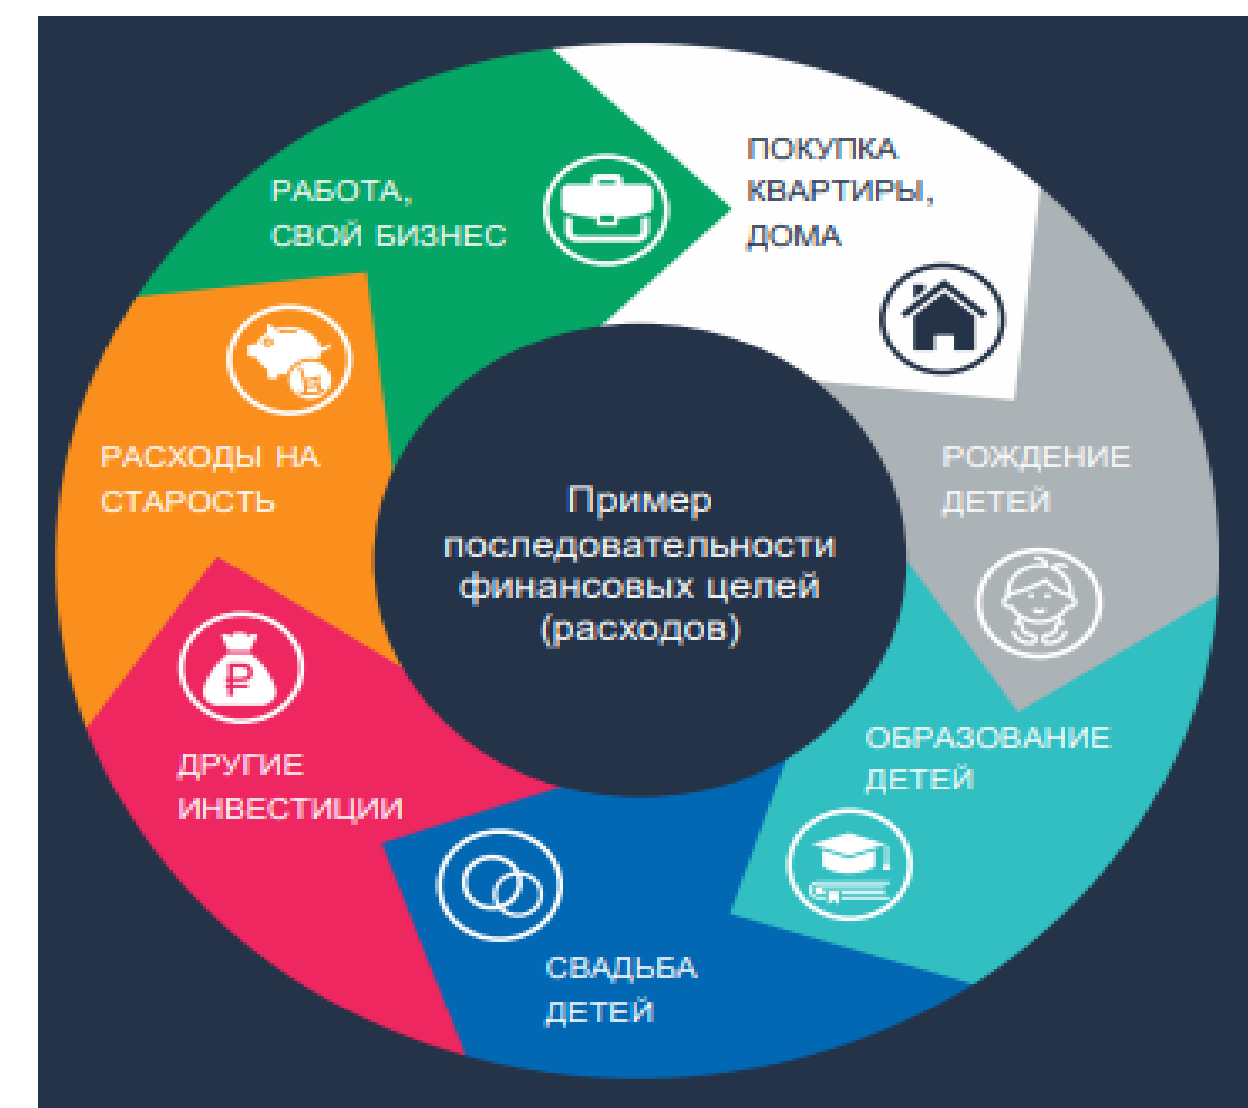 РАБОТА,
СВОЙ БИЗНЕС
ПОКУПКА
КВАРТИРЫ,
ДОМА
РОЖДЕНИЕ
ДЕТЕЙ
ОБРАЗОВАНИЕ
ДЕТЕЙ
СВАДЬБА
ДЕТЕЙ
ДРУГИЕ
ИНВЕСТИЦИИ
₽
РАСХОДЫ НА
СТАРОСТЬ
Пример
последовательности
финансовых целей
(расходов)